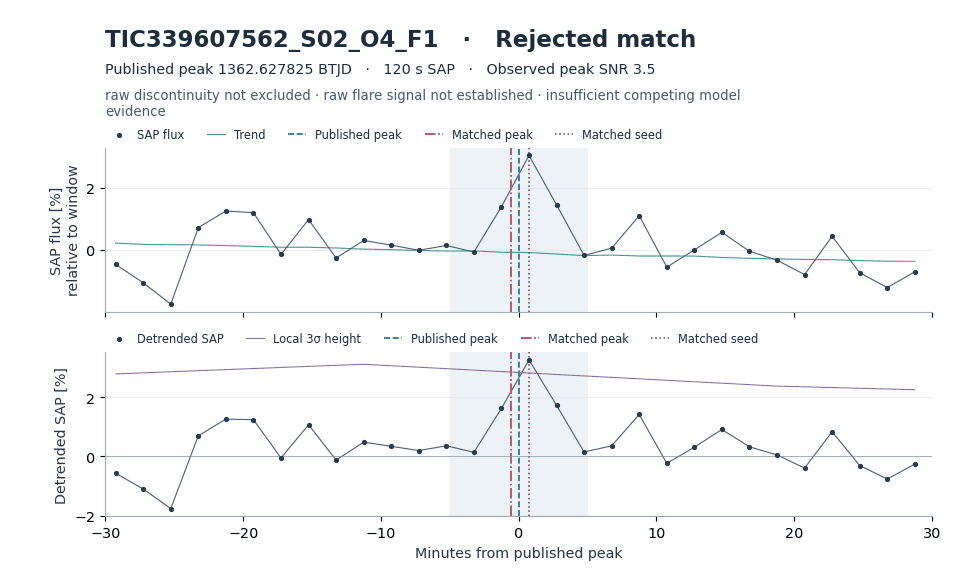 TIC339607562_S02_O4_F1 · Rejected match
Published peak 1362.627825 BTJD · 120 s SAP · Observed peak SNR 3.5
raw discontinuity not excluded · raw flare signal not established · insufficient competing model
evidence
SAP flux Trend Published peak Matched peak Matched seed
SAP flux [%]
relative to window
2
0
Detrended SAP Local 3σ height Published peak Matched peak Matched seed
Detrended SAP [%]
2
0
−2
−30 −20 −10 0 10 20 30
Minutes from published peak